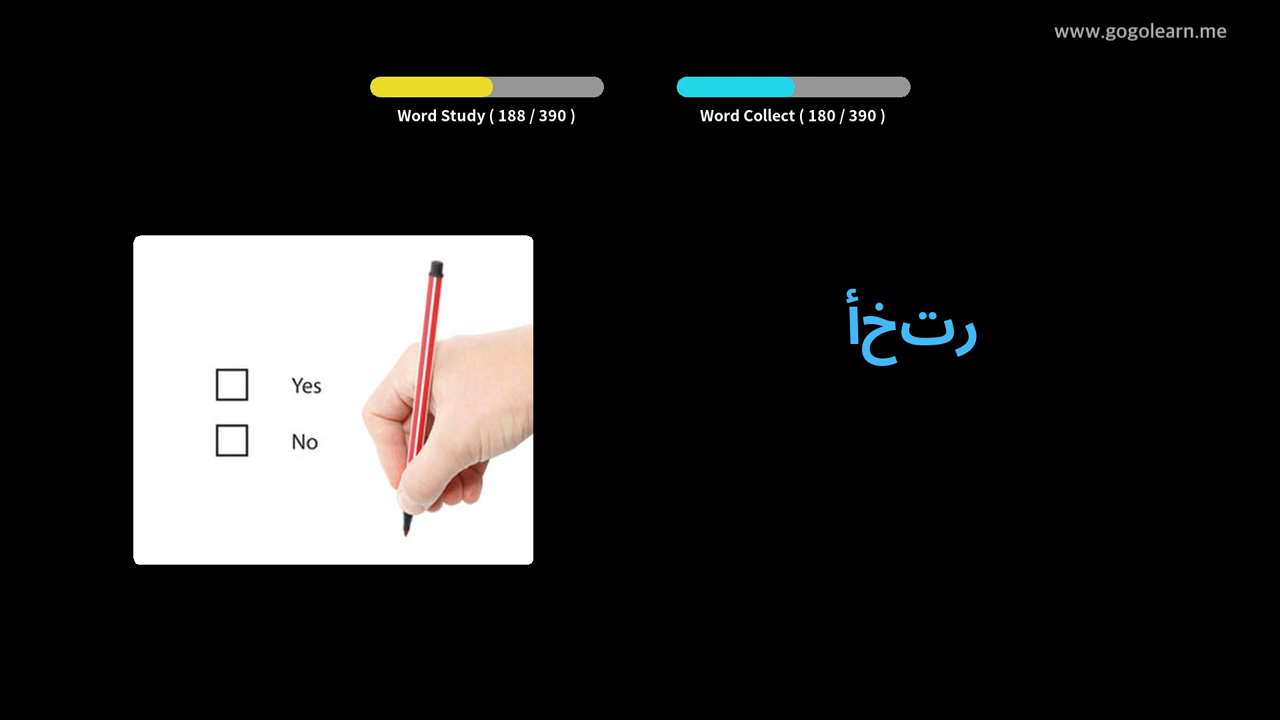 www.gogolearn.me
Word Study ( 188 / 390 )
Word Collect ( 180 / 390 )
رتخأ
Yes
No